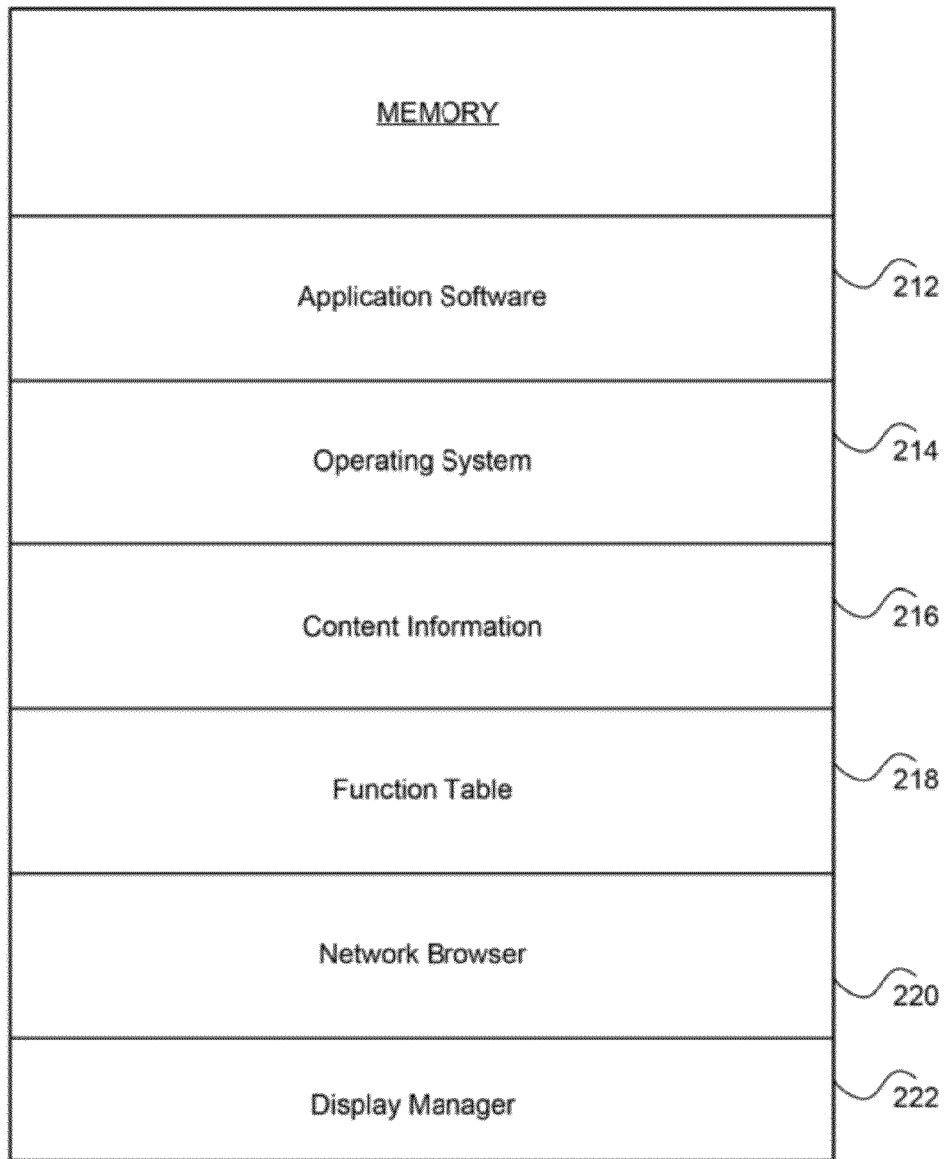 MEMORY
Application Software
212
Operating System
214
Content Information
216
Function Table
218
Network Browser
220
Display Manager
222